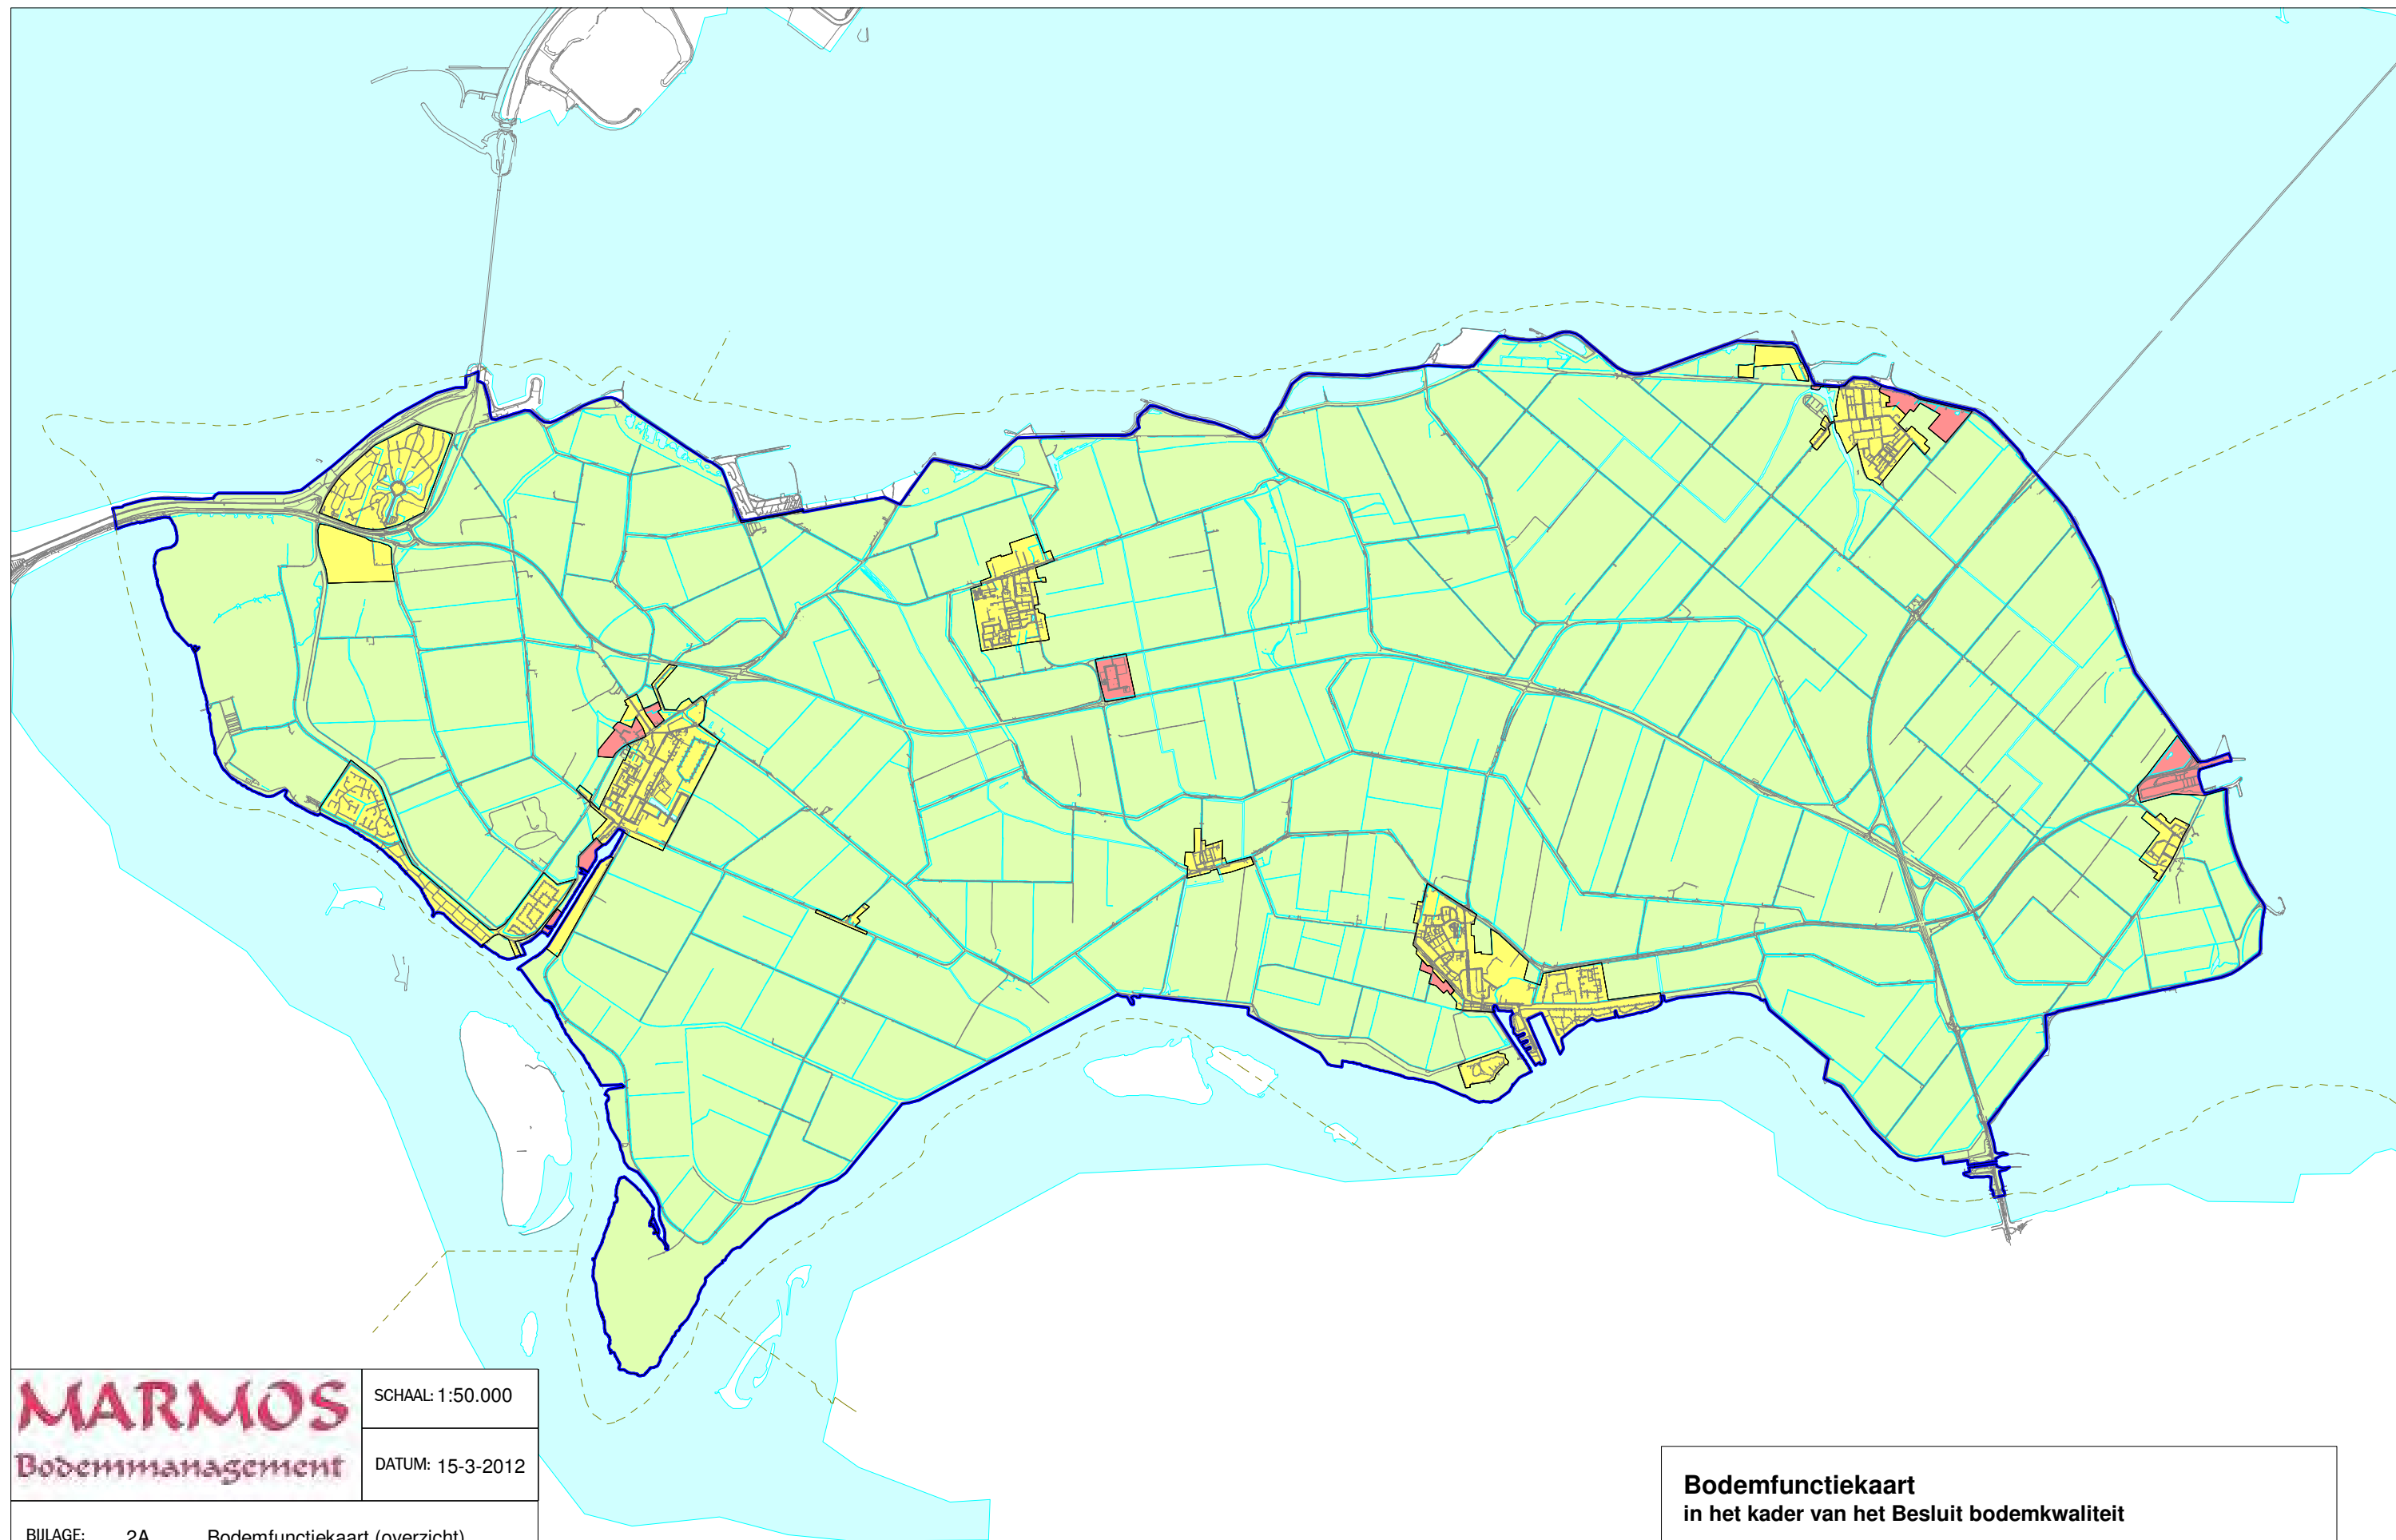 MARMOS
Bodemmanagement
SCHAAL: 1:50.000
DATUM: 15-3-2012
BIJLAGE: 2A Bodemfunctiekaart (overzicht)
Bodemfunctiekaart
in het kader van het Besluit bodemkwaliteit